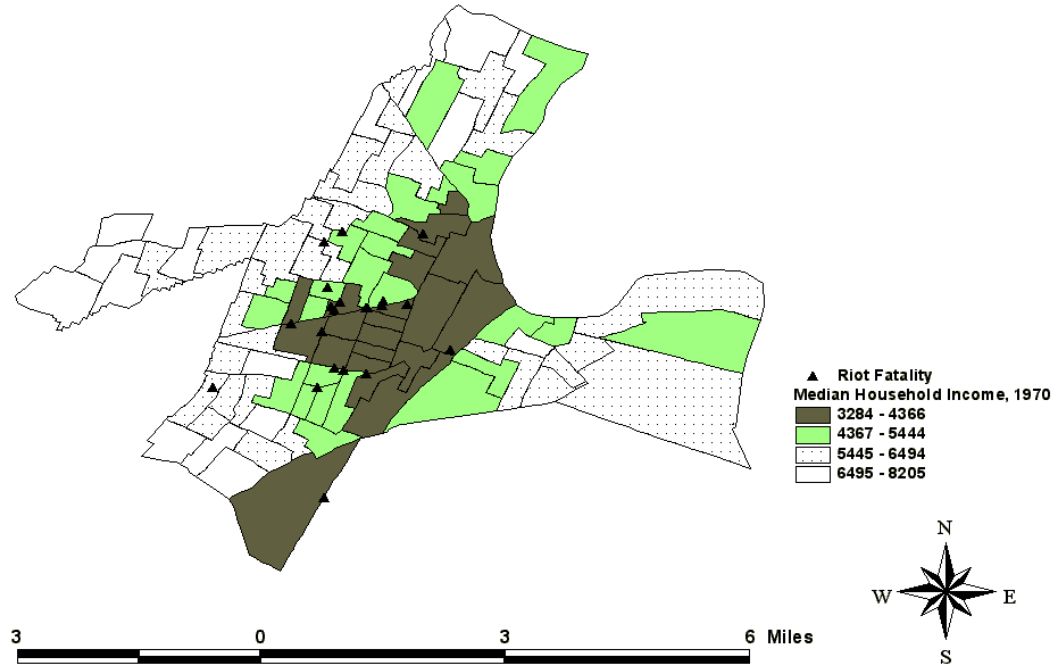 Riot Fatality
Median Household Income, 1970
3284 - 4366
4367 - 5444
5445 - 6494
6495 - 8205
N
W E
S
3 0 3 6 Miles